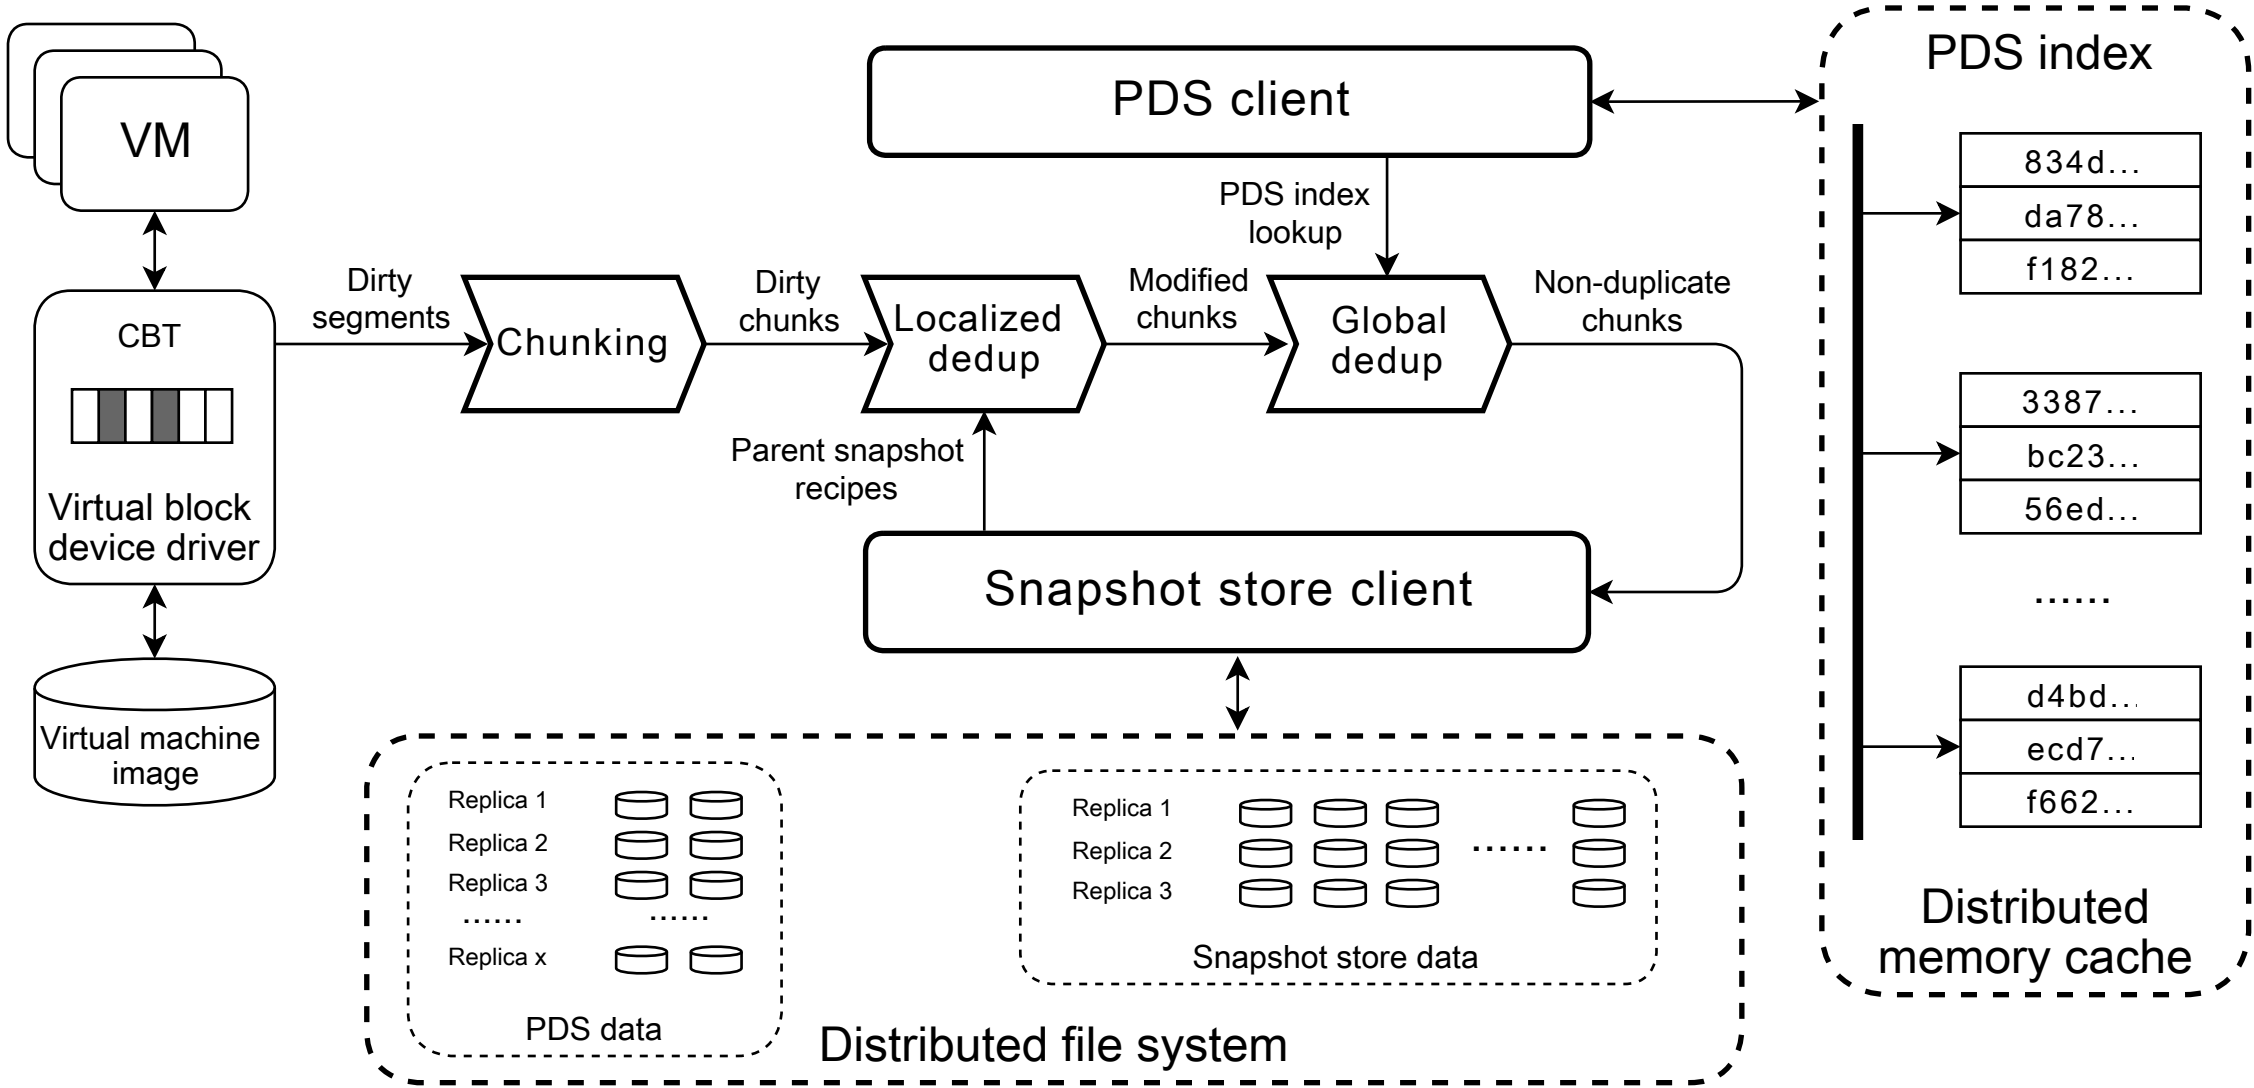 VM
CBT
Virtual block
device driver
Virtual machine
image
Dirty
segments
Chunking
Dirty
chunks
Localized
dedup
Modified
chunks
Global
dedup
Non-duplicate
chunks
PDS client
PDS index
lookup
Parent snapshot
recipes
Snapshot store client
Replica 1
Replica 2
Replica 3
......
......
Replica x
PDS data
Replica 1
Replica 2
......
Replica 3
Snapshot store data
Distributed file system
PDS index
834d...
da78...
f182...
3387...
bc23...
56ed...
......
d4bd...
ecd7...
f662...
Distributed
memory cache